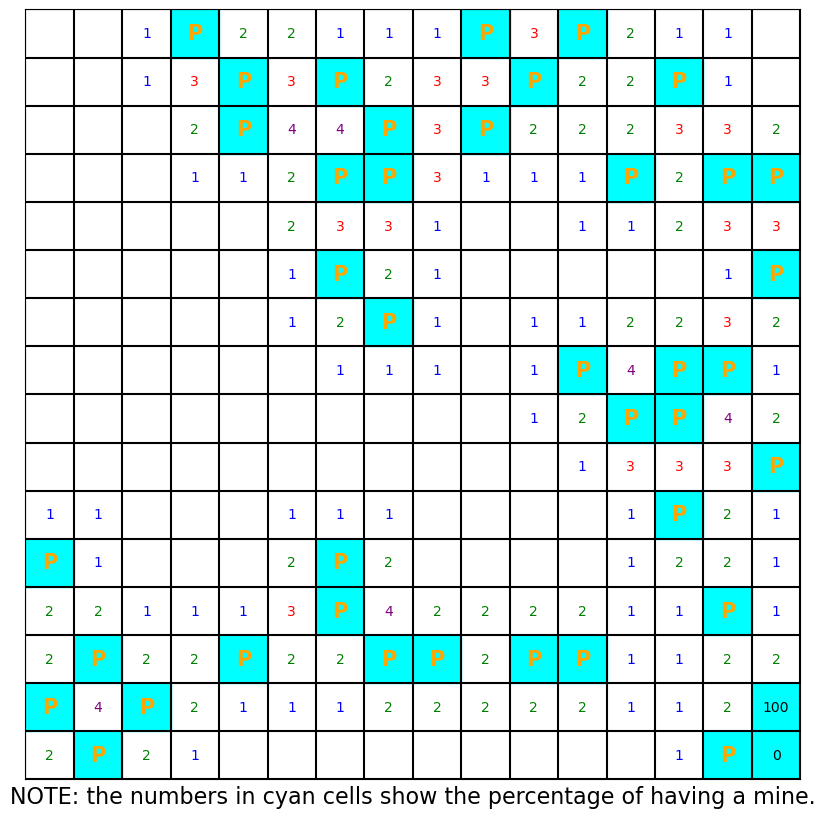 1 P 2 2 1 1 1 P 3 P 2 1 1
1 3 P 3 P 2 3 3 P 2 2 P 1
2 P 4 4 P 3 P 2 2 2 3 3 2
1 1 2 P P 3 1 1 1 P 2 P P
2 3 3 1 1 1 2 3 3
1 P 2 1 1 P
1 2 P 1 1 1 2 2 3 2
1 1 1 1 P 4 P P 1
1 2 P P 4 2
1 3 3 3 P
1 1 1 1 1 1 P 2 1
P 1 2 P 2 1 2 2 1
2 2 1 1 1 3 P 4 2 2 2 2 1 1 P 1
2 P 2 2 P 2 2 P P 2 P P 1 1 2 2
P 4 P 2 1 1 1 2 2 2 2 2 1 1 2 100
2 P 2 1 1 P 0
NOTE: the numbers in cyan cells show the percentage of having a mine.